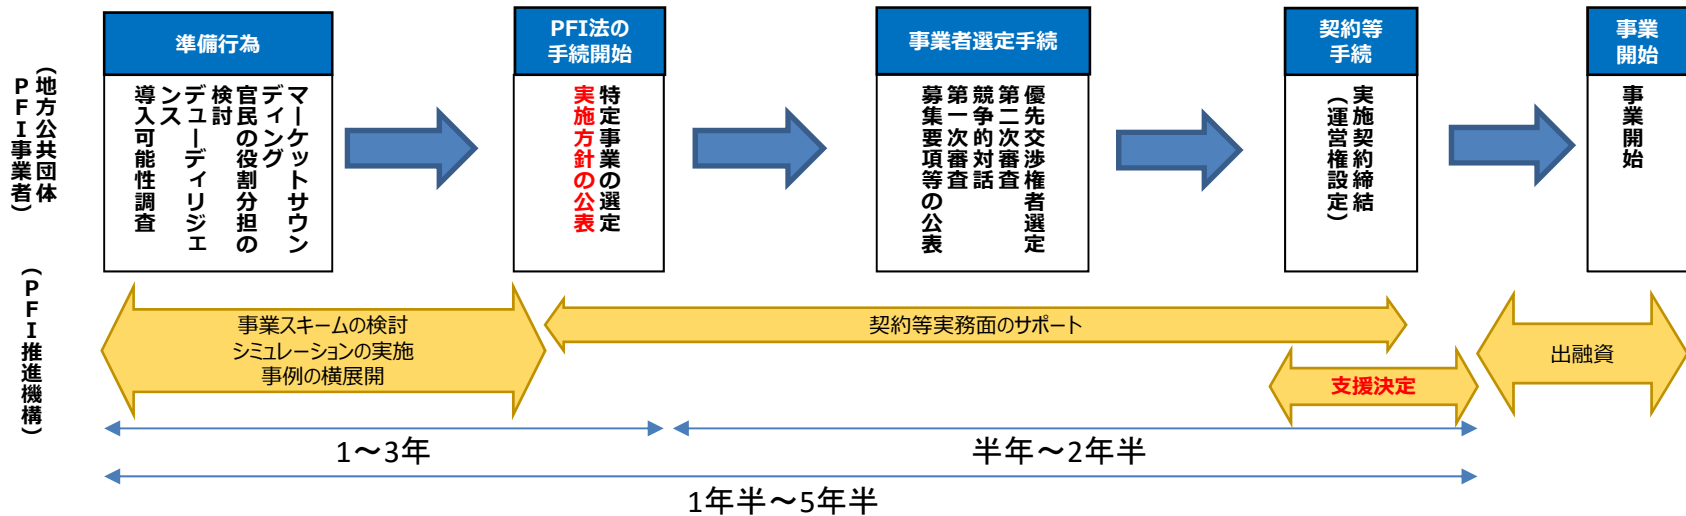 準備行為
PFI法の
手続開始
事業者選定手続
契約等
手続
事業
開始
(地方公共団体
PFI事業者)
マーケットサウン
ディング
官民の役割分担の
検討
デューディリジェ
ンス
導入可能性調査
特定事業の選定
実施方針の公表
優先交渉権者選定
第二次審査
競争的対話
第一次審査
募集要項等の公表
実施契約締結
(運営権設定)
事業開始
(PFI推進機構)
事業スキームの検討
シミュレーションの実施
事例の横展開
契約等実務面のサポート
支援決定
出融資
1～3年
半年～2年半
1年半～5年半